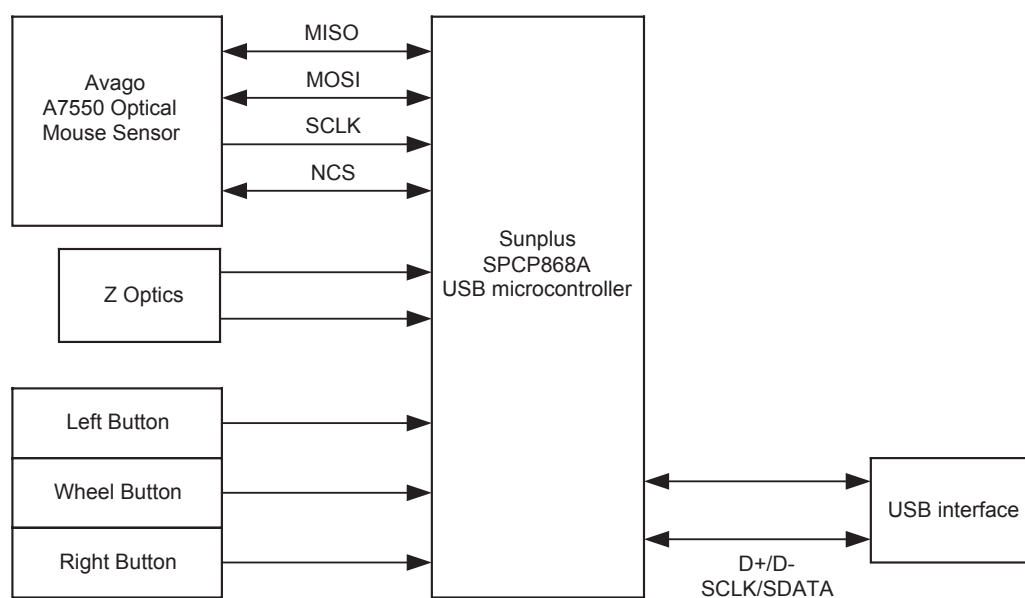 Avago
A7550 Optical
Mouse Sensor
MISO
MOSI
SCLK
NCS
Z Optics
Left Button
Wheel Button
Right Button
Sunplus
SPCP868A
USB microcontroller
USB interface
D+/D-
SCLK/SDATA